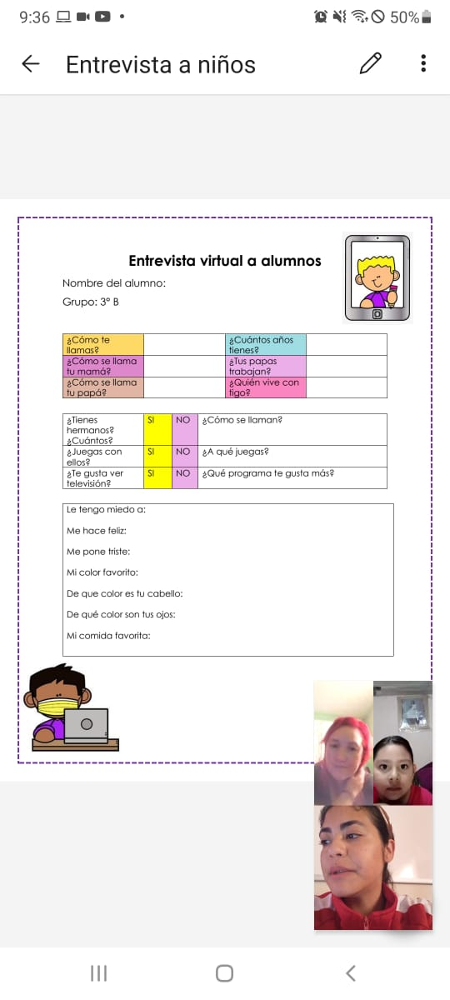 9:36
50%
Entrevista a niños
Entrevista virtual a alumnos
Nombre del alumno:
Grupo: 3° B
¿Cómo te
llamas?
¿Cuántos años
tienes?
¿Cómo se llama
tu mamá?
¿Tus papas
trabajan?
¿Cómo se llama
tu papá?
¿Quién vive con
tigo?
¿Tienes
hermanos?
¿Cuántos?
SI
NO
¿Cómo se llaman?
¿Juegas con
ellos?
SI
NO
¿A qué juegas?
¿Te gusta ver
televisión?
SI
NO
¿Qué programa te gusta más?
Le tengo miedo a:
Me hace feliz:
Me pone triste:
Mi color favorito:
De que color es tu cabello:
De qué color son tus ojos:
Mi comida favorita: